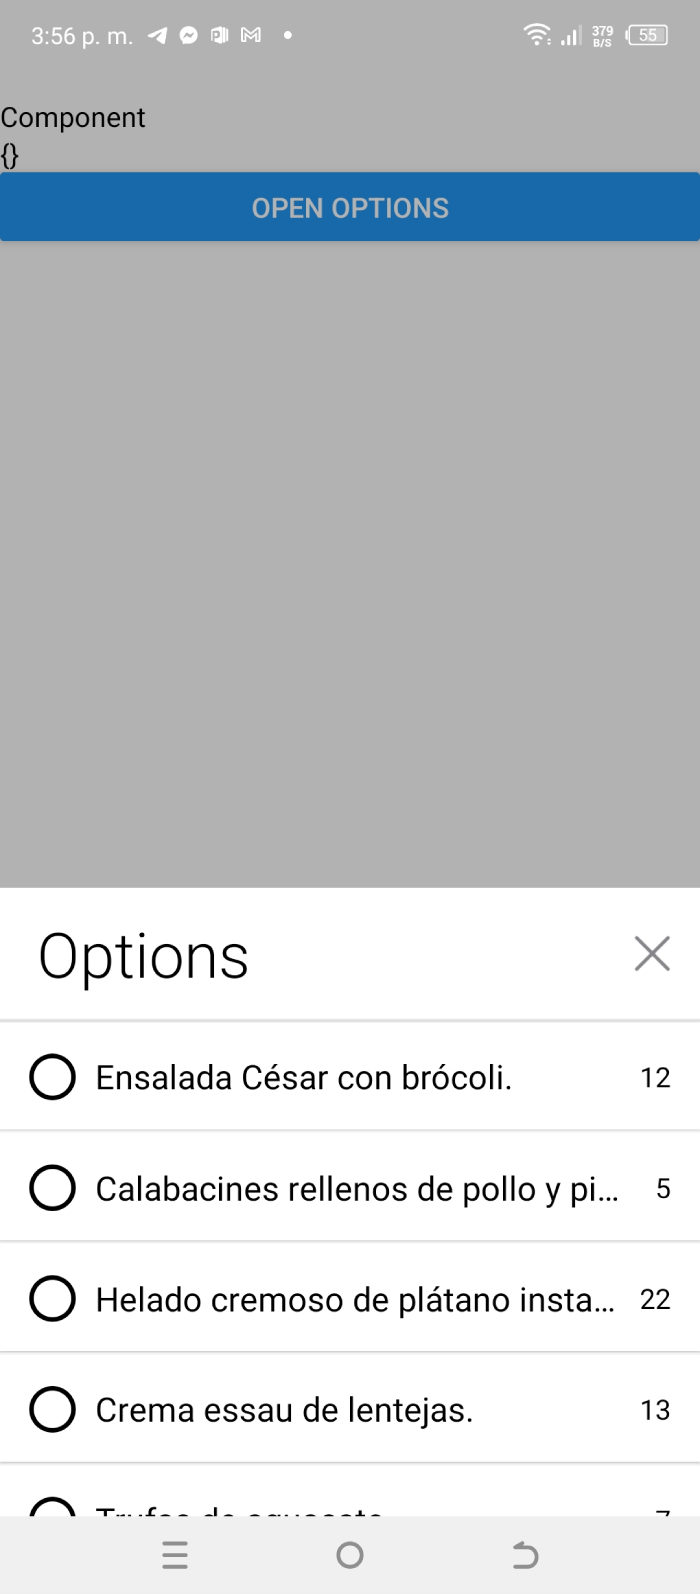 3:56 p. m.
379
B/S
55
Component
{}
OPEN OPTIONS
Options
Ensalada César con brócoli. 12
Calabacines rellenos de pollo y pi... 5
Helado cremoso de plátano insta... 22
Crema essau de lentejas. 13